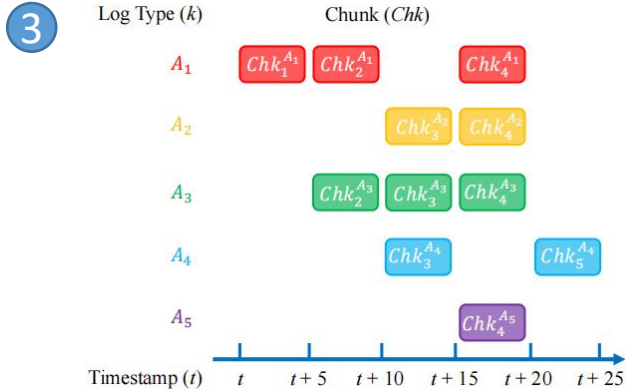 3
Log Type (k) Chunk (Chk)
A₁ Chk₁^A₁ Chk₂^A₁ Chk₄^A₁
A₂ Chk₃^A₂ Chk₄^A₂
A₃ Chk₂^A₃ Chk₃^A₃ Chk₄^A₃
A₄ Chk₃^A₄ Chk₅^A₄
A₅ Chk₄^A₅
Timestamp (t) t t + 5 t + 10 t + 15 t + 20 t + 25